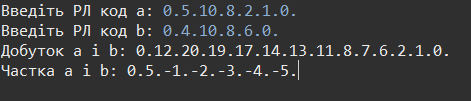 Введіть РЛ код a: 0.5.10.8.2.1.0.
Введіть РЛ код b: 0.4.10.8.6.0.
Добуток a і b: 0.12.20.19.17.14.13.11.8.7.6.2.1.0.
Частка a і b: 0.5.-1.-2.-3.-4.-5.